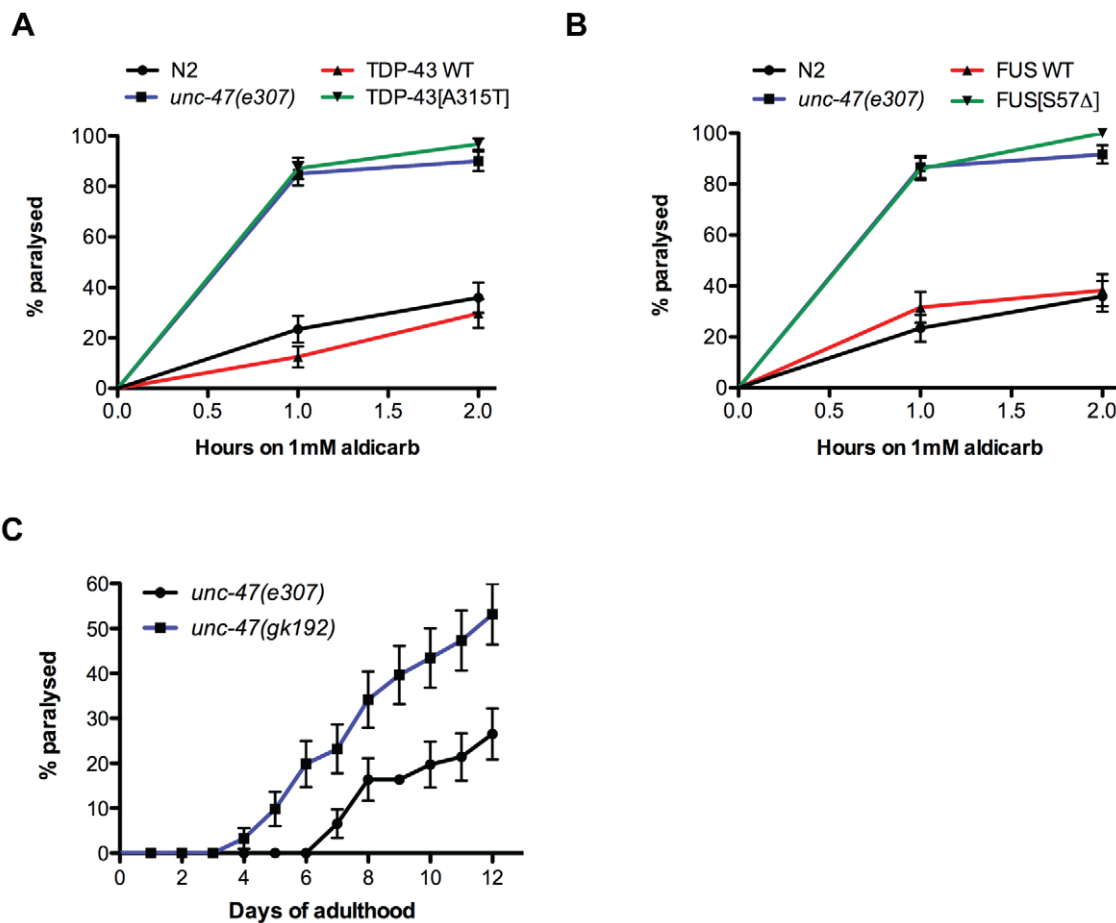 A
N2
TDP-43 WT
unc-47(e307)
TDP-43[A315T]
100
80
60
40
20
0
% paralysed
0.0 0.5 1.0 1.5 2.0
Hours on 1mM aldicarb
B
N2
FUS WT
unc-47(e307)
FUS[S57Δ]
100
80
60
40
20
0
% paralysed
0.0 0.5 1.0 1.5 2.0
Hours on 1mM aldicarb
C
unc-47(e307)
unc-47(gk192)
60
50
40
30
20
10
0
% paralysed
0 2 4 6 8 10 12
Days of adulthood